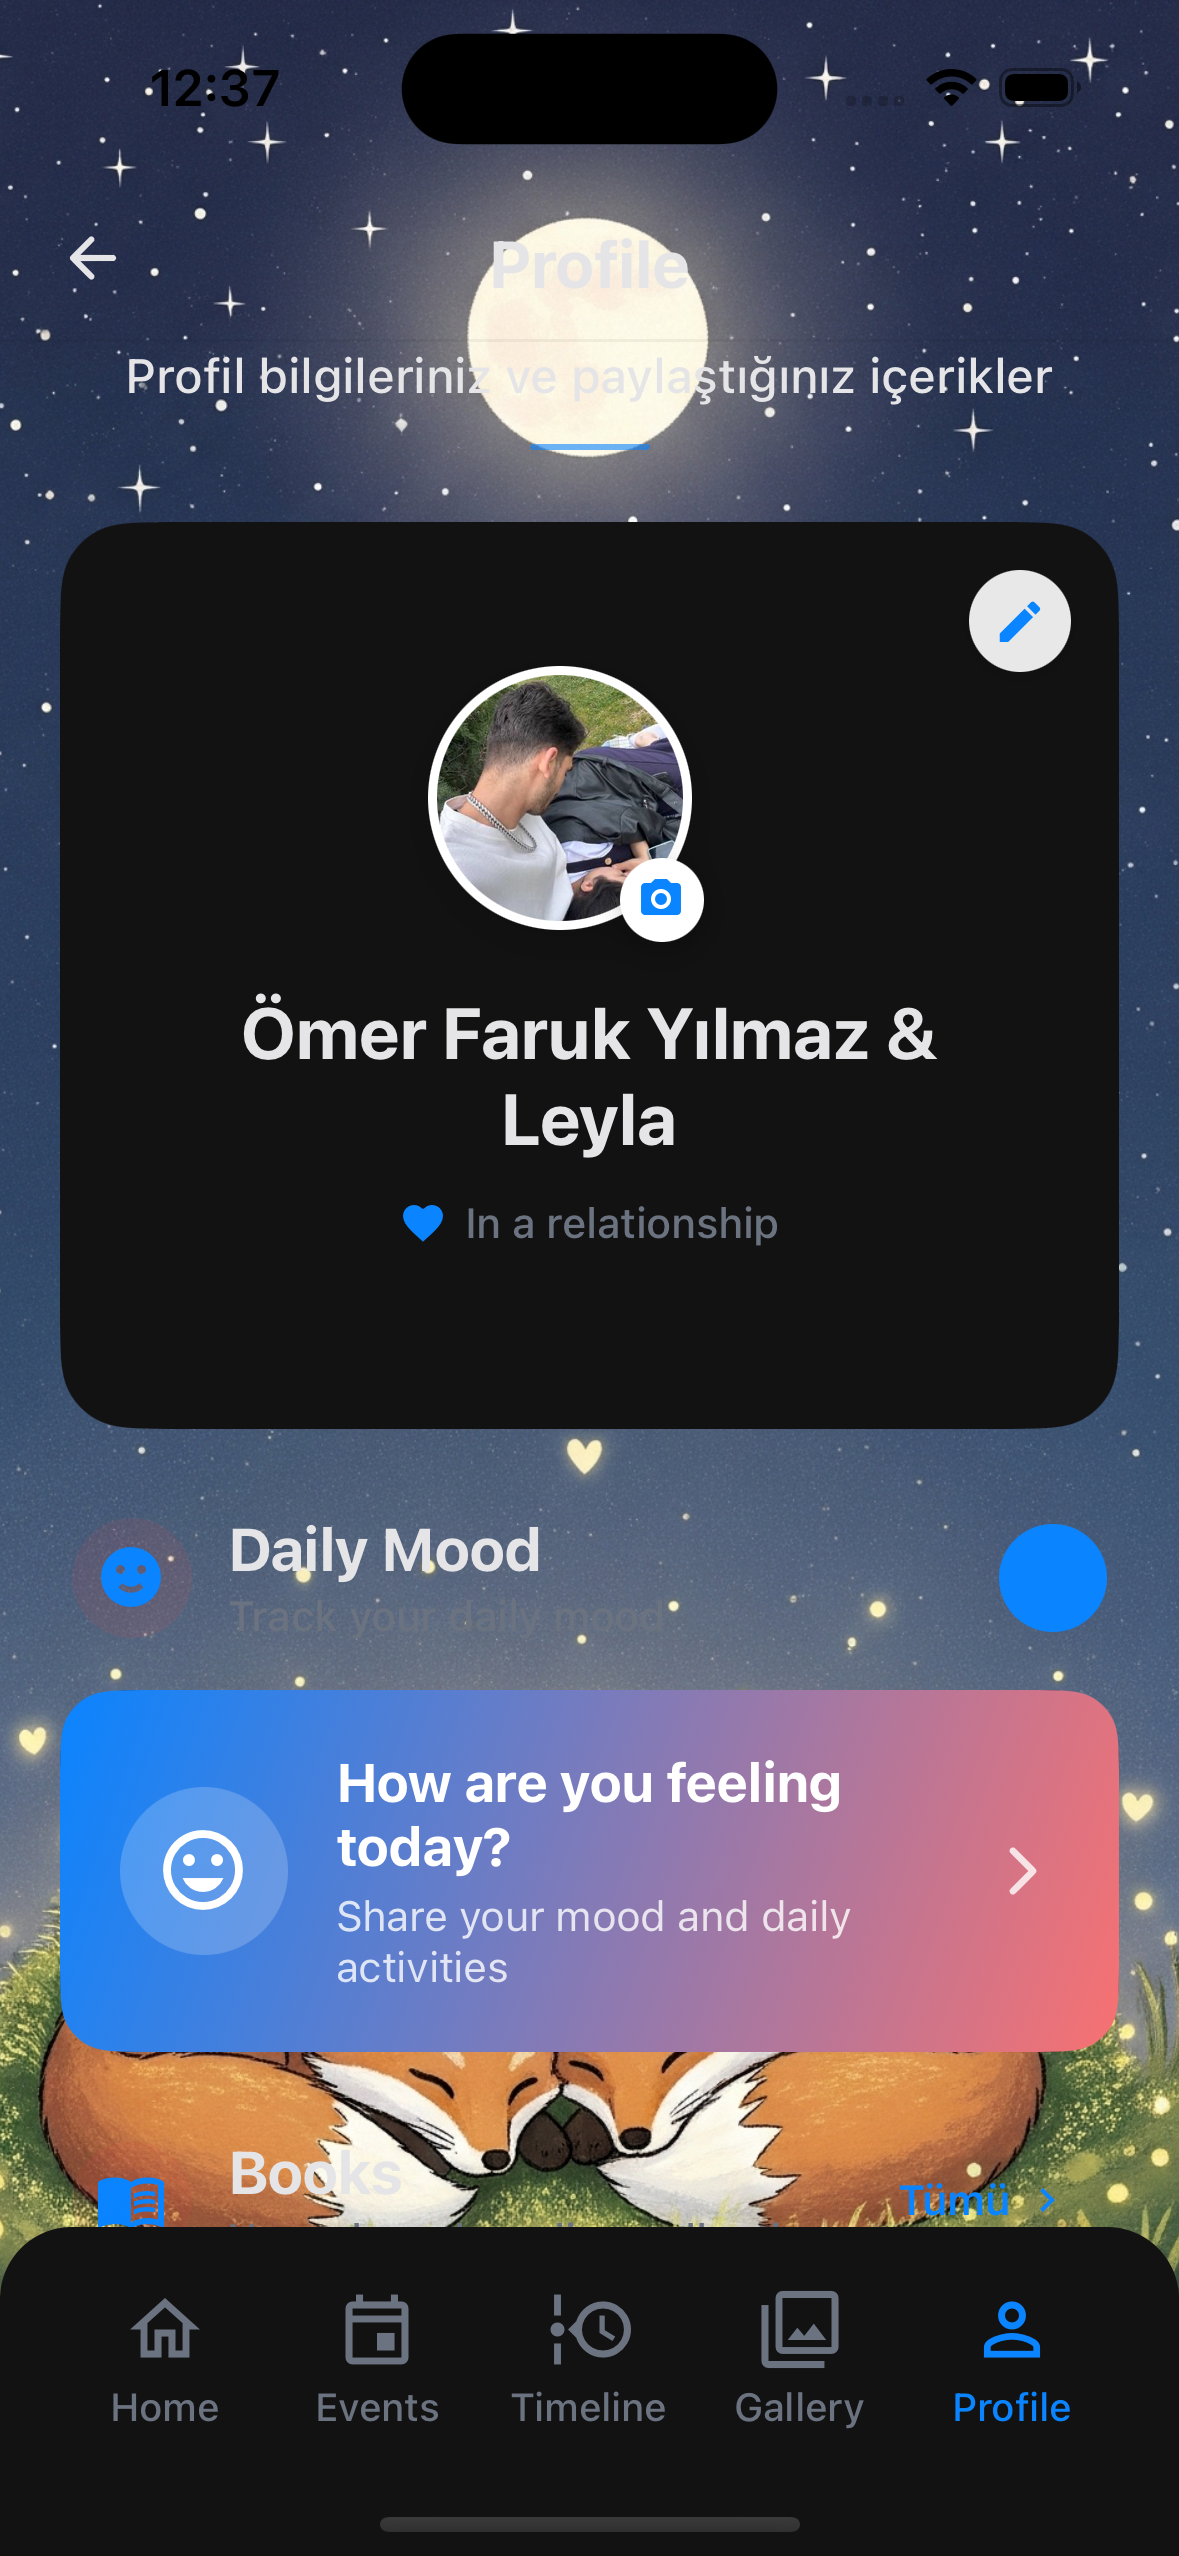 12:37
Profile
Profil bilgileriniz ve paylaştığınız içerikler
Ömer Faruk Yılmaz &
Leyla
In a relationship
Daily Mood
Track your daily mood
How are you feeling
today?
Share your mood and daily
activities
Books
Tümü
Home
Events
Timeline
Gallery
Profile